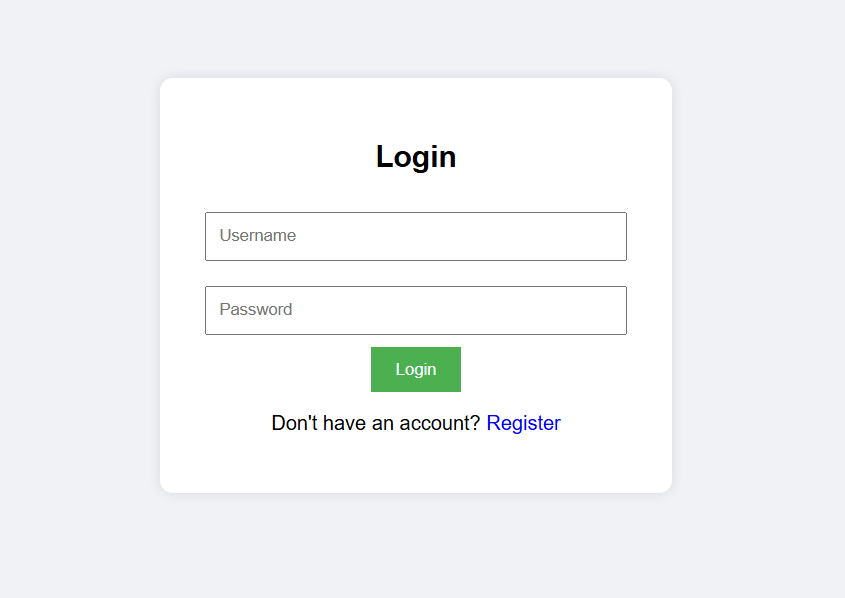 Login
Username
Password
Login
Don't have an account? Register